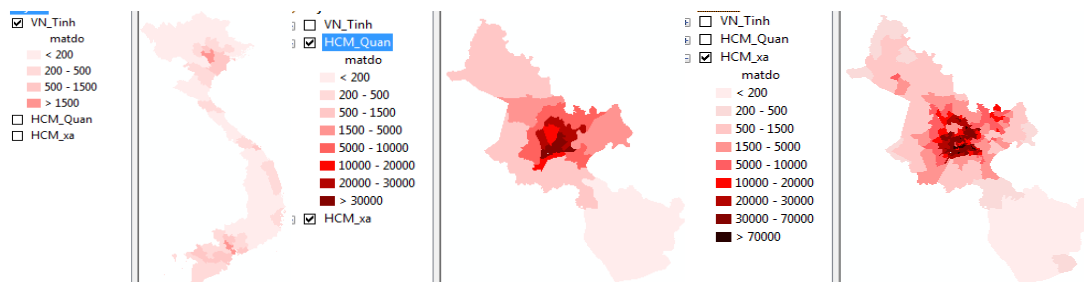 VN_Tinh
matdo
< 200
200 - 500
500 - 1500
> 1500
HCM_Quan
HCM_xa
VN_Tinh
HCM_Quan
matdo
< 200
200 - 500
500 - 1500
1500 - 5000
5000 - 10000
10000 - 20000
20000 - 30000
> 30000
HCM_xa
VN_Tinh
HCM_Quan
HCM_xa
matdo
< 200
200 - 500
500 - 1500
1500 - 5000
5000 - 10000
10000 - 20000
20000 - 30000
30000 - 70000
> 70000